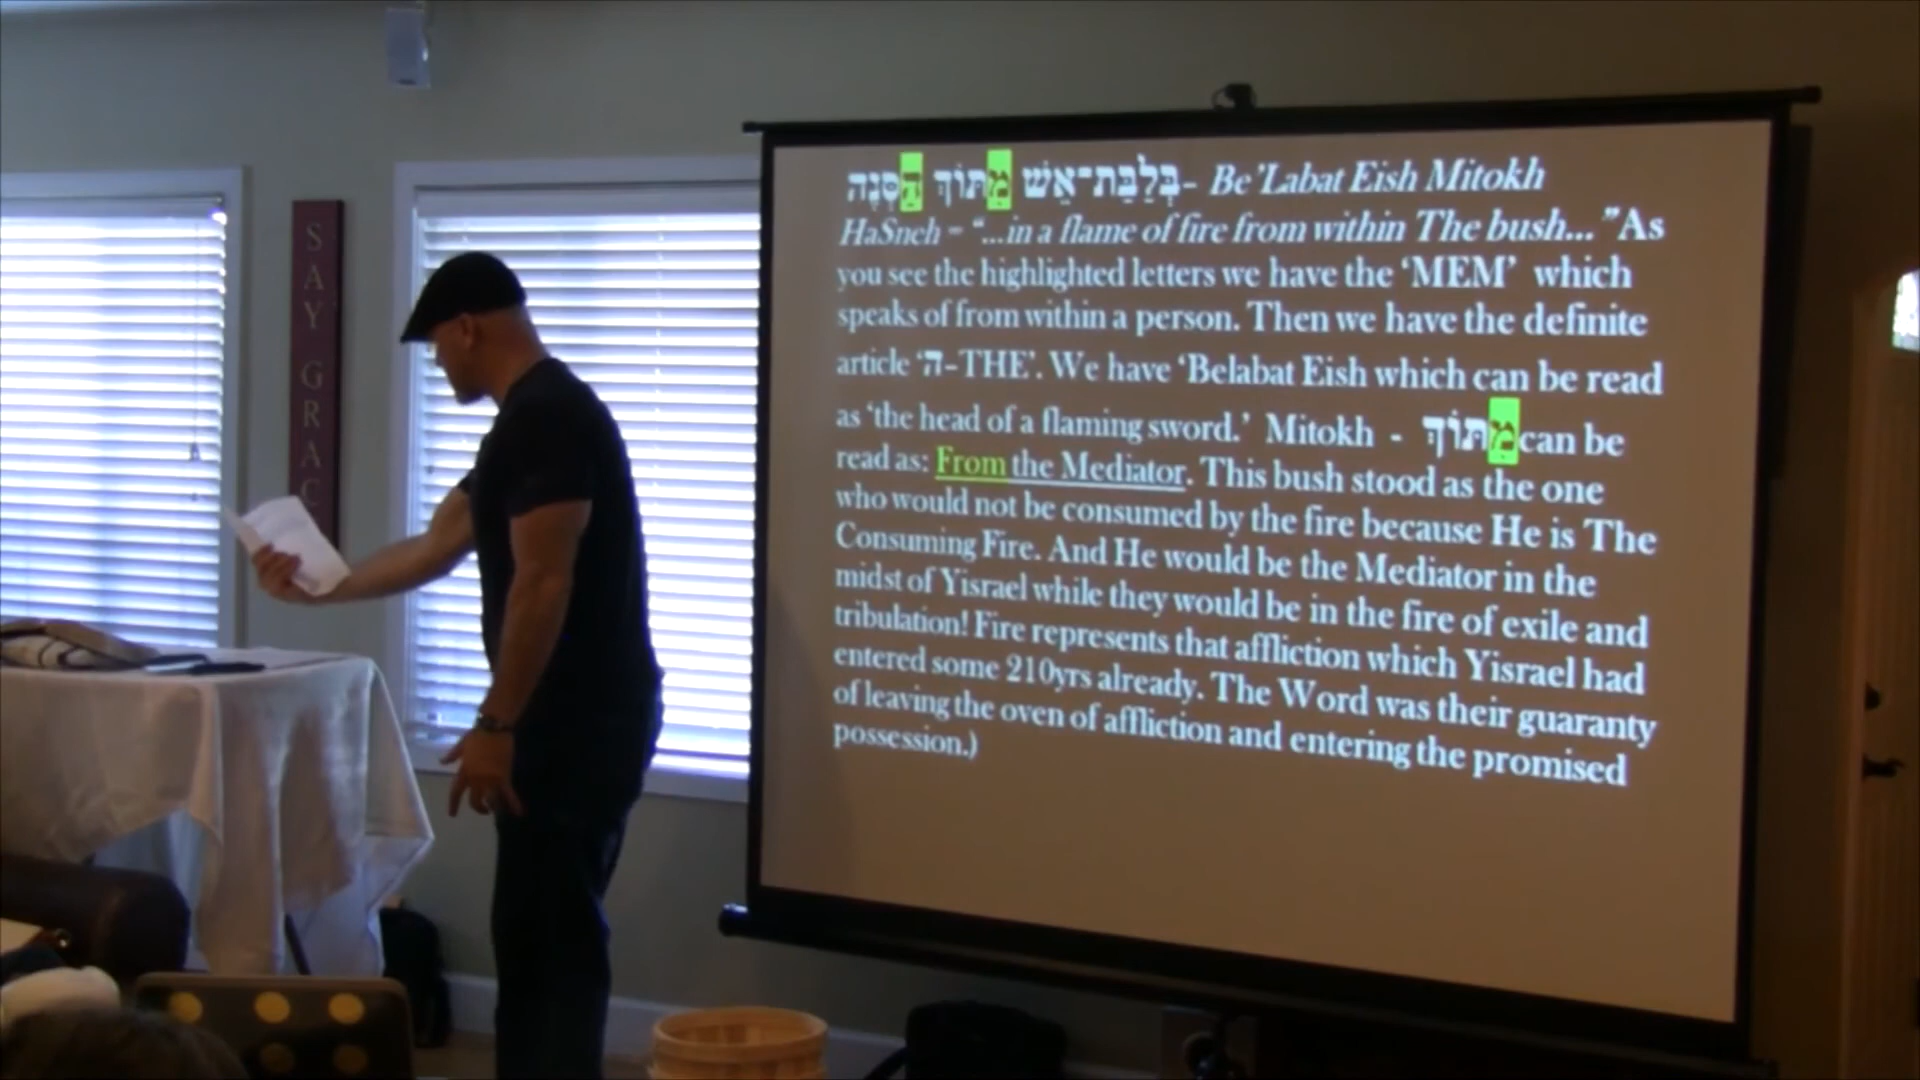 SAY GRAC
בְּלַבַּת־אֵשׁ מִתּוֹךְ הַסְּנֶה- Be'Labat Eish Mitokh
HaSneh = “...in a flame of fire from within The bush...”As
you see the highlighted letters we have the ‘MEM’ which
speaks of from within a person. Then we have the definite
article ‘ה-THE’. We have ‘Belabat Eish which can be read
as ‘the head of a flaming sword.’ Mitokh - מִתּוֹךְ can be
read as: From the Mediator. This bush stood as the one
who would not be consumed by the fire because He is The
Consuming Fire. And He would be the Mediator in the
midst of Yisrael while they would be in the fire of exile and
tribulation! Fire represents that affliction which Yisrael had
entered some 210yrs already. The Word was their guaranty
of leaving the oven of affliction and entering the promised
possession.)